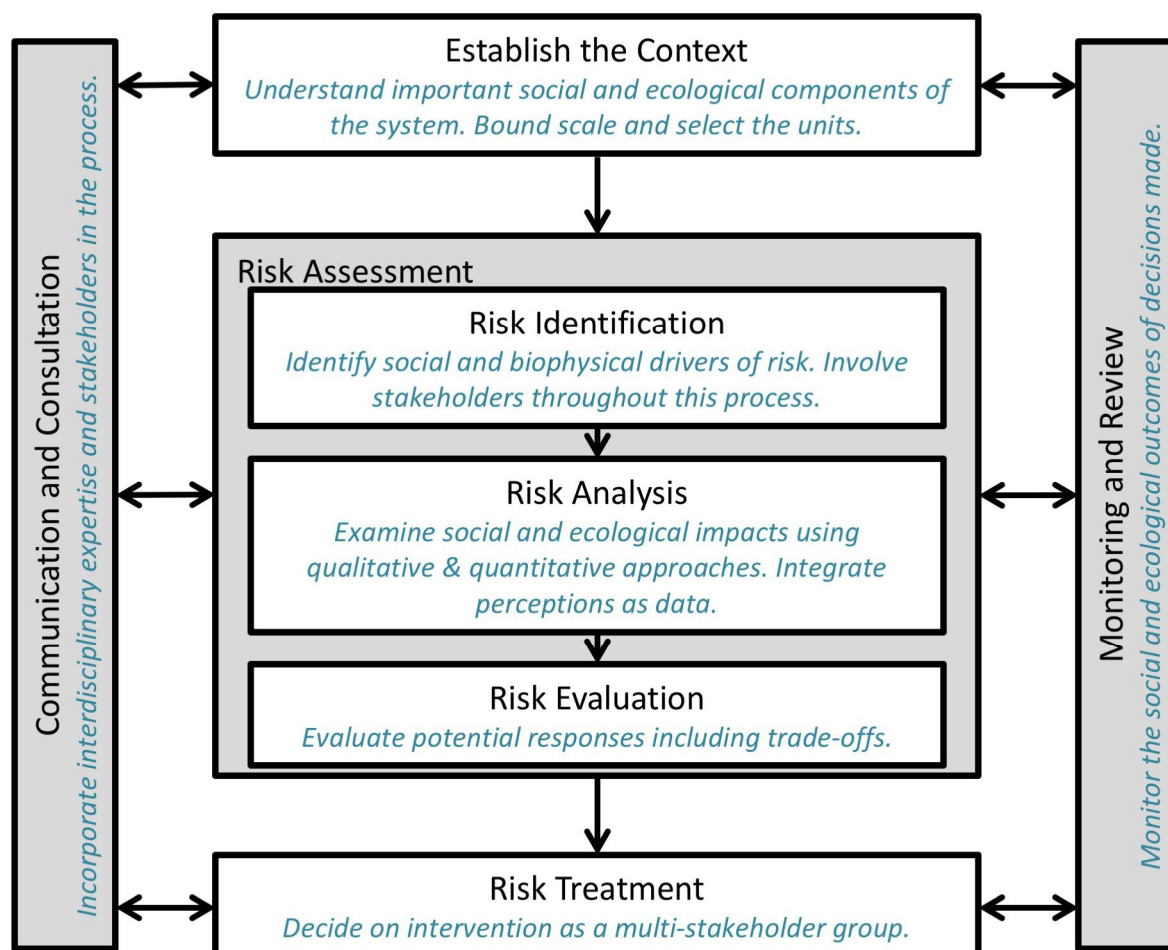 Establish the Context
Understand important social and ecological components of
the system. Bound scale and select the units.
Communication and Consultation
Incorporate interdisciplinary expertise and stakeholders in the process.
Risk Assessment
Risk Identification
Identify social and biophysical drivers of risk. Involve
stakeholders throughout this process.
Risk Analysis
Examine social and ecological impacts using
qualitative & quantitative approaches. Integrate
perceptions as data.
Risk Evaluation
Evaluate potential responses including trade-offs.
Risk Treatment
Decide on intervention as a multi-stakeholder group.
Monitoring and Review
Monitor the social and ecological outcomes of decisions made.